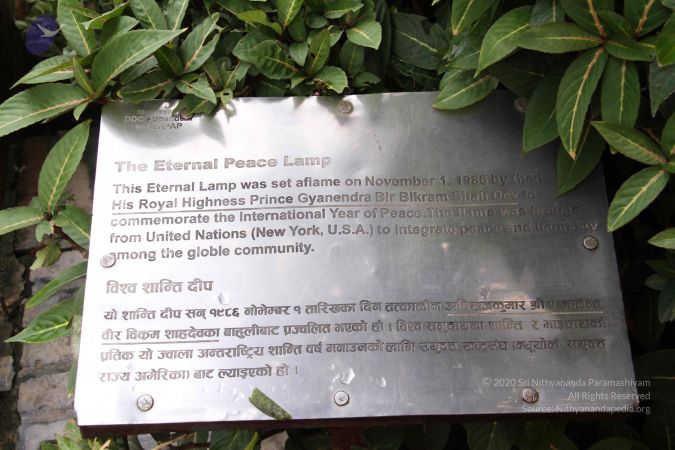 The Eternal Peace Lamp
This Eternal Lamp was set aflame on November 1, 1986 by then
His Royal Highness Prince Gyanendra Bir Bikram Shah Dev to
commemorate the International Year of Peace. The flame was
from United Nations (New York, U.S.A.) to integrate peace and
among the globle community.
विश्व शान्ति दीप
यो शान्ति दीप सन् १९८६ नोभेम्बर १ तारिखका दिन तत्कालीन अधिराजकुमार श्री
वीर विक्रम शाहदेवका बाहुलीबाट प्रज्वलित भएको हो । विश्व शान्ति र
प्रतिक यो ज्वाला अन्तराष्ट्रिय शान्ति वर्ष मनाउनको लागि
राज्य अमेरिका) बाट ल्याइएको हो ।
© 2020 Sri Nithyananda Paramashivam
All Rights Reserved
Source: Nithyanandapedia.org